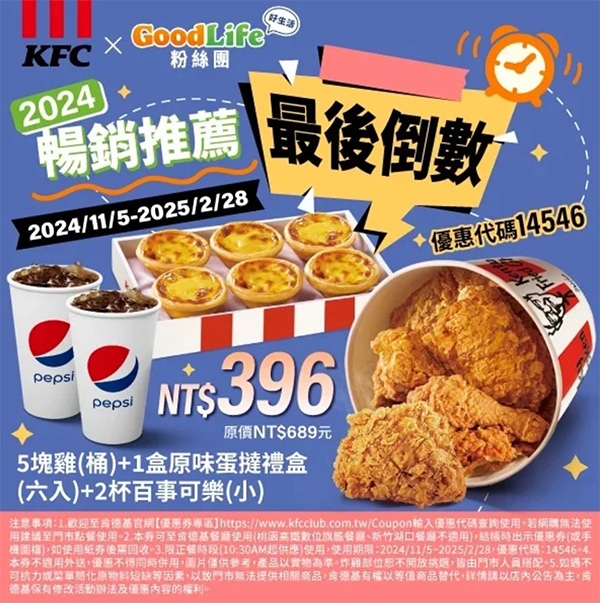 KFC × GoodLife 好生活
粉絲團
2024
暢銷推薦
最後倒數
2024/11/5-2025/2/28
優惠代碼14546
pepsi
pepsi
NT$396
原價NT$689元
5塊雞(桶)+1盒原味蛋撻禮盒
(六入)+2杯百事可樂(小)
注意事項:1.歡迎至肯德基官網【優惠券專區】https://www.kfcclub.com.tw/Coupon輸入優惠代碼查詢使用。若網購無法使
用建議至門市點餐使用。2.本券可至肯德基餐廳使用(桃園高鐵數位旗艦餐廳、新竹湖口餐廳不適用)，結帳時出示優惠券(或手
機圖檔)，如使用紙券後需回收。3.限正餐時段(10:30AM起供應)使用，使用期限:2024/11/5~2025/2/28，優惠代碼:14546。4.
本券不適用外送，優惠不得同時併用，圖片僅供參考，產品以實物為準。炸雞部位恕不開放挑選，皆由門市人員搭配。5.如遇不
可抗力或菜單簡化原物料短缺等因素，以致門市無法提供相關商品，肯德基有權以等值商品替代。詳情請以店內公告為主，肯
德基保有修改活動辦法及優惠內容的權利。